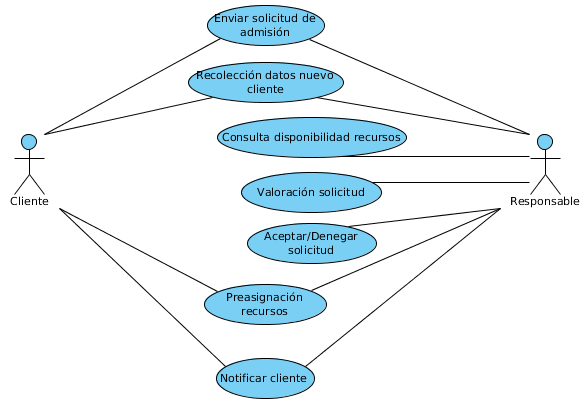 Enviar solicitud de
admisión
Recolección datos nuevo
cliente
Consulta disponibilidad recursos
Cliente
Responsable
Valoración solicitud
Aceptar/Denegar
solicitud
Preasignación
recursos
Notificar cliente